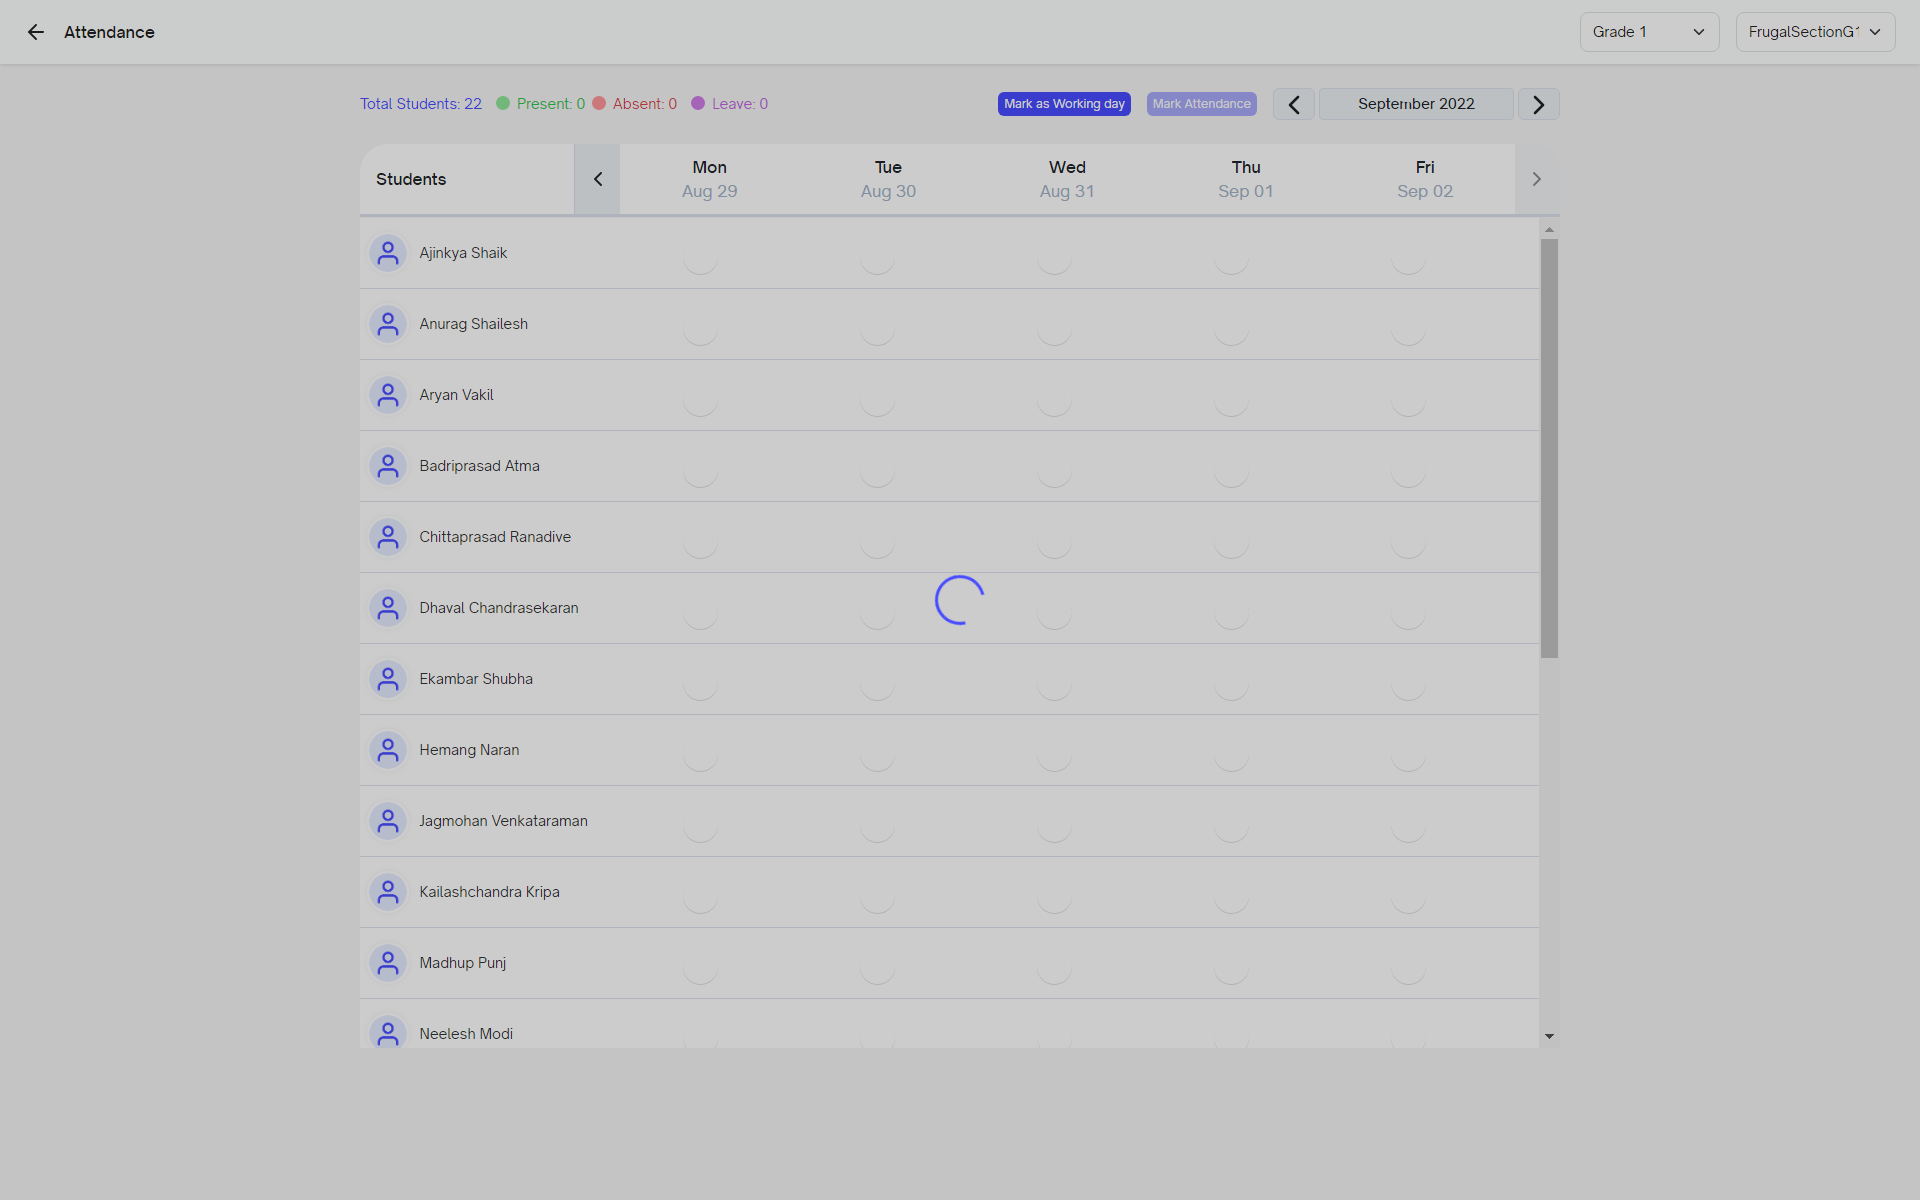 Attendance
Grade 1
FrugalSectionG1
Total Students: 22 Present: 0 Absent: 0 Leave: 0
Mark as Working day
Mark Attendance
September 2022
Students
Mon Tue Wed Thu Fri
Aug 29 Aug 30 Aug 31 Sep 01 Sep 02
Ajinkya Shaik
Anurag Shailesh
Aryan Vakil
Badriprasad Atma
Chittaprasad Ranadive
Dhaval Chandrasekaran
Ekambar Shubha
Hemang Naran
Jagmohan Venkataraman
Kailashchandra Kripa
Madhup Punj
Neelesh Modi